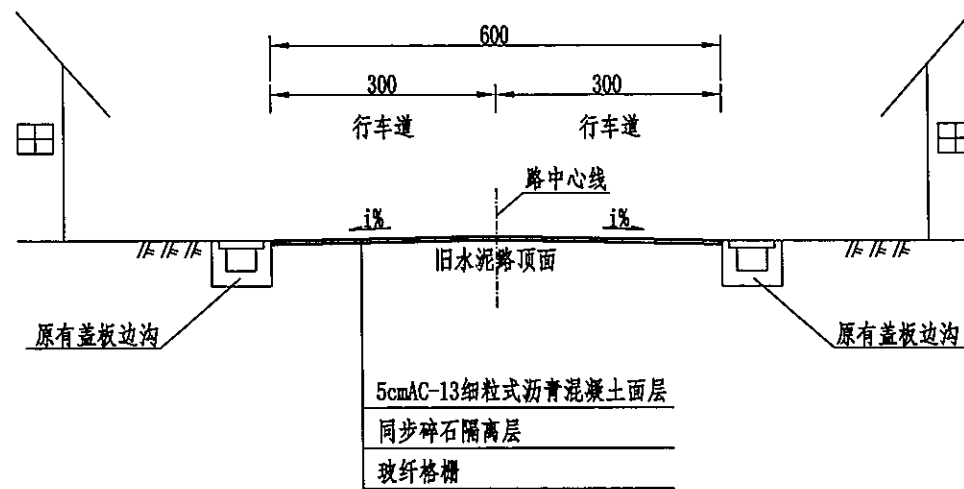 600
300
300
行车道
行车道
路中心线
i%
i%
旧水泥路顶面
原有盖板边沟
原有盖板边沟
5cmAC-13细粒式沥青混凝土面层
同步碎石隔离层
玻纤格栅